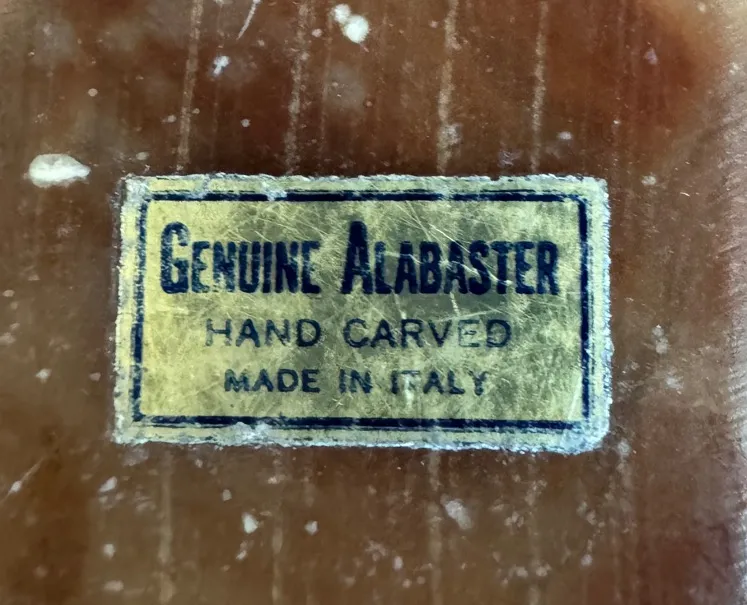 GENUINE ALABASTER
HAND CARVED
MADE IN ITALY